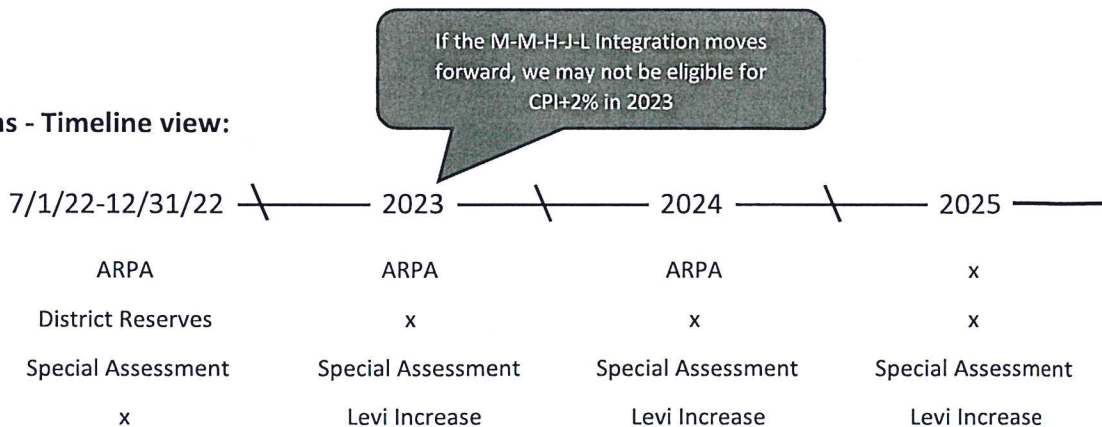 If the M-M-H-J-L Integration moves
forward, we may not be eligible for
CPI+2% in 2023
ns - Timeline view:
7/1/22-12/31/22 2023 2024 2025
ARPA ARPA ARPA x
District Reserves x x x
Special Assessment Special Assessment Special Assessment Special Assessment
x Levi Increase Levi Increase Levi Increase